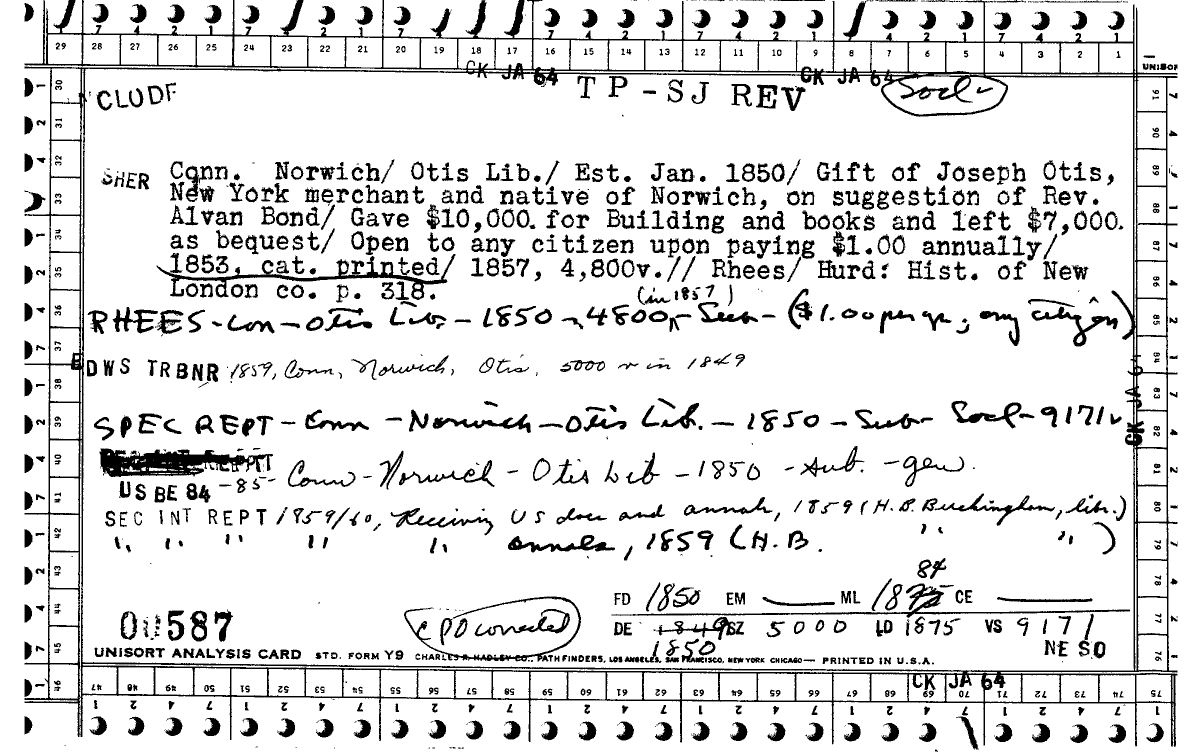 29 28 27 26 25 24 23 22 21 20 19 18 17 16 15 14 13 12 11 10 9 8 7 6 5 4 3 2 1
CK JA 64 CK JA 64 UNISOR
CLODF TP-SJ REV Socl-
SHER Conn. Norwich/ Otis Lib./ Est. Jan. 1850/ Gift of Joseph Otis,
New York merchant and native of Norwich, on suggestion of Rev.
Alvan Bond/ Gave $10,000. for Building and books and left $7,000.
as bequest/ Open to any citizen upon paying $1.00 annually/
1853, cat. printed/ 1857, 4,800v.// Rhees/ Hurd: Hist. of New
London co. p. 318.
(in 1857)
RHEES-Con-Otis Lib.-1850-4800v-Sub-($1.00 per yr; any citizen)
EDWS TRBNR 1859, Conn, Norwich, Otis, 5000 v in 1849
SPEC REPT-Conn-Norwich-Otis Lib.-1850-Sub-Socl-9171v
CK JA 64
US BE 84-85-Conn-Norwich-Otis Lib-1850-Sub.-gen.
SEC INT REPT 1859/60, Receiving US docs and annals, 1859 (H.B. Buckingham, lib.)
" " " " " annals, 1859 (H.B. " ")
84
FD 1850 EM — ML 1875 CE —
00587 CPD corrected DE 1849 SZ 5000 LD 1875 VS 9171
1850 NE SO
UNISORT ANALYSIS CARD STD. FORM Y9 CHARLES R. HADLEY CO., PATHFINDERS, LOS ANGELES, SAN FRANCISCO, NEW YORK CHICAGO— PRINTED IN U.S.A.
CK JA 64